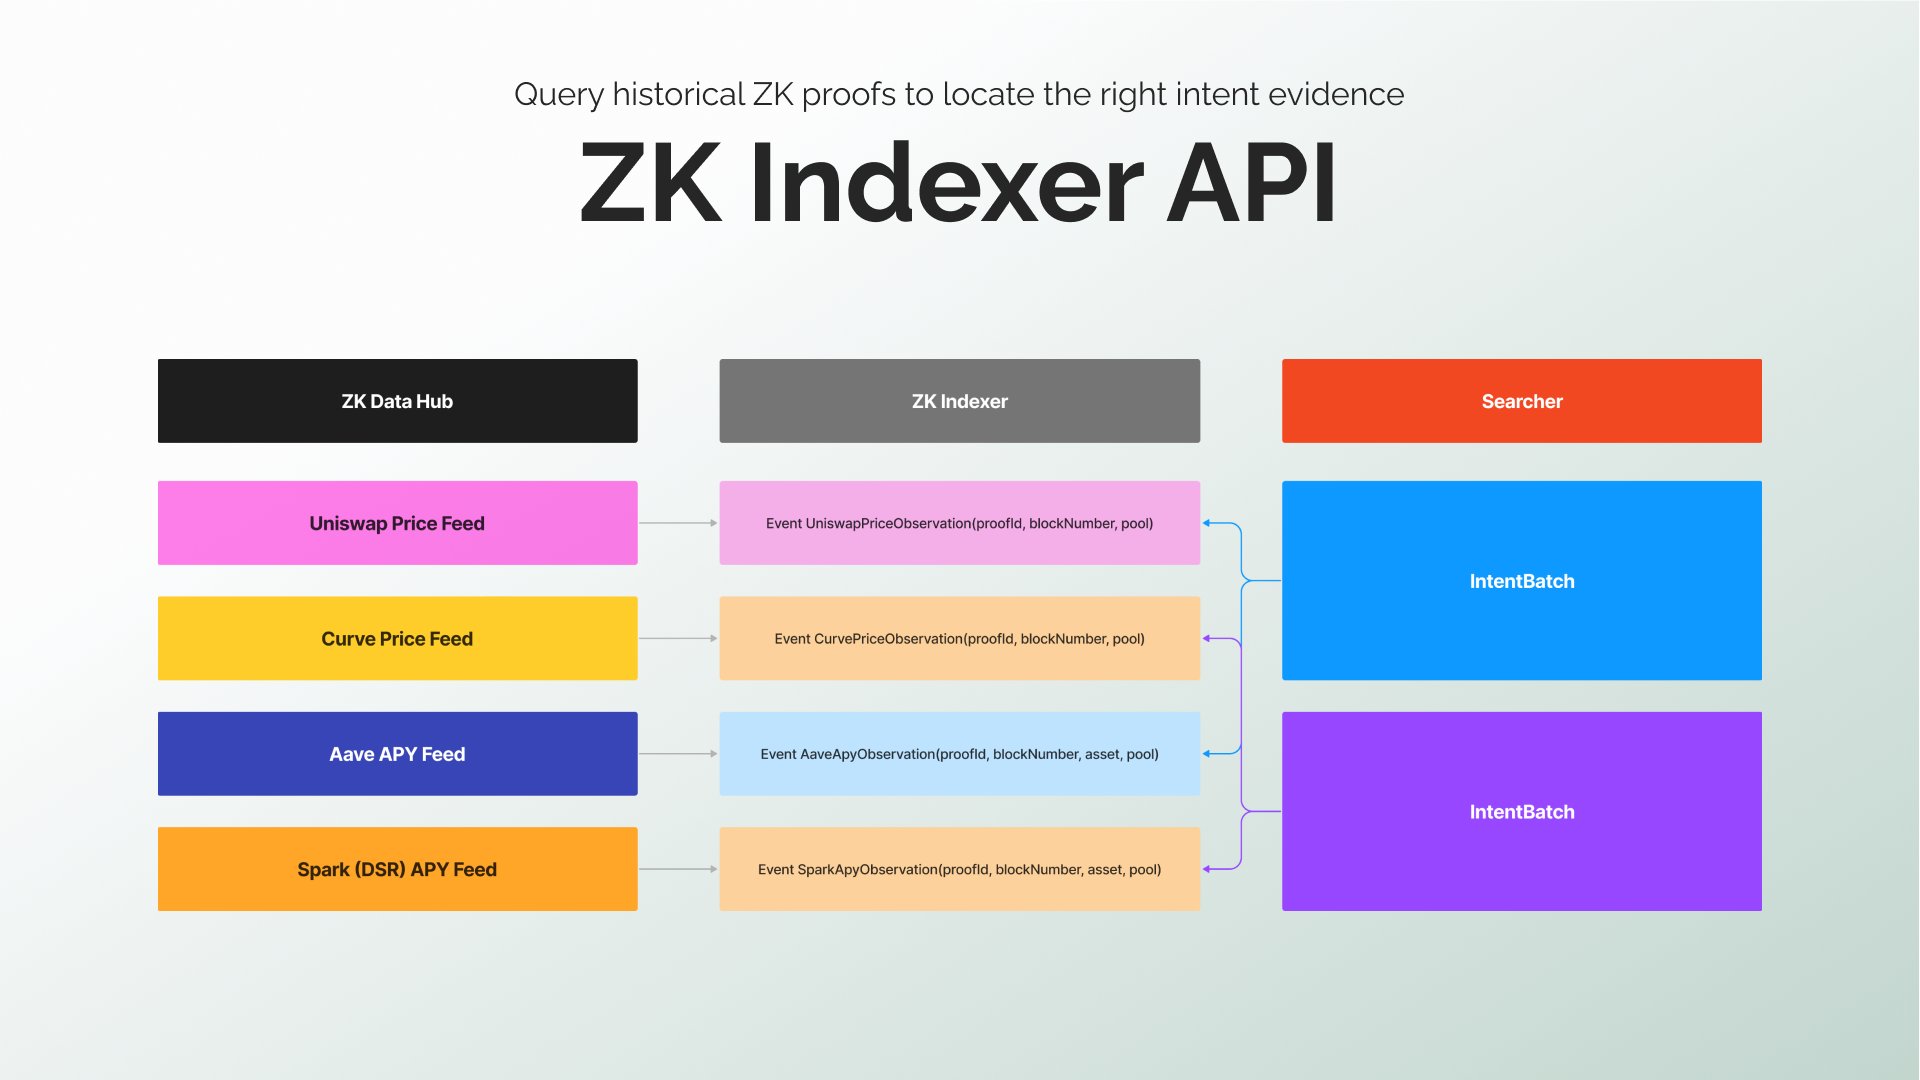 Query historical ZK proofs to locate the right intent evidence
ZK Indexer API
ZK Data Hub
ZK Indexer
Searcher
Uniswap Price Feed
Event UniswapPriceObservation(proofId, blockNumber, pool)
IntentBatch
Curve Price Feed
Event CurvePriceObservation(proofId, blockNumber, pool)
Aave APY Feed
Event AaveApyObservation(proofId, blockNumber, asset, pool)
IntentBatch
Spark (DSR) APY Feed
Event SparkApyObservation(proofId, blockNumber, asset, pool)